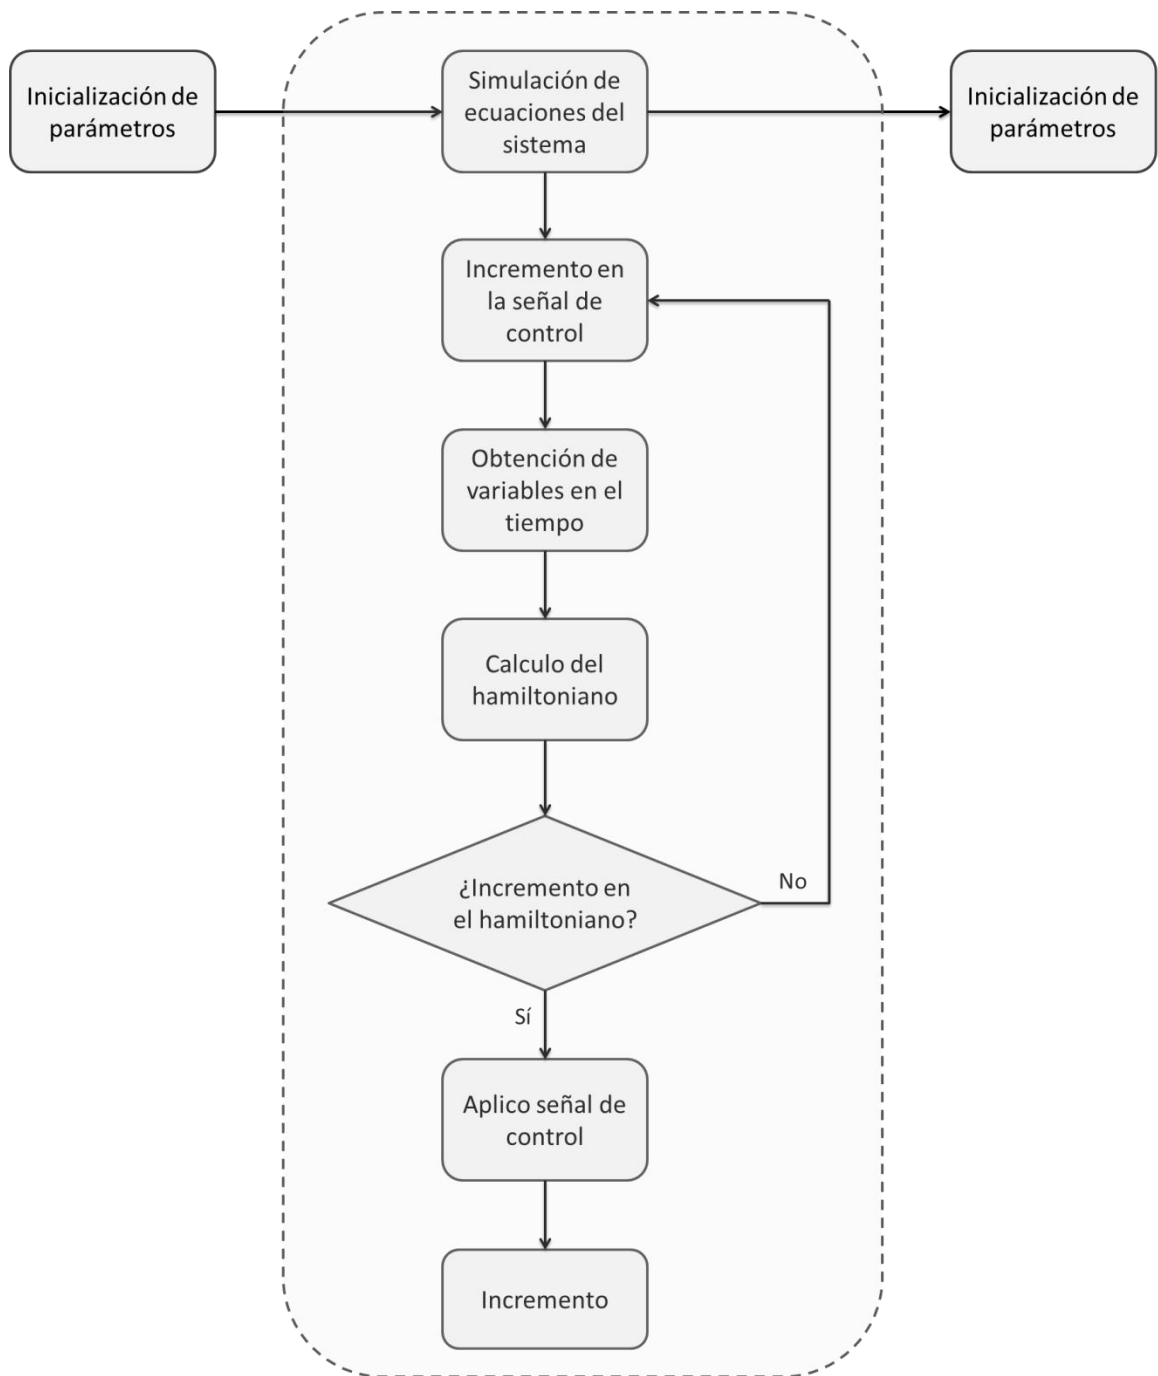 Inicialización de
parámetros
Simulación de
ecuaciones del
sistema
Inicialización de
parámetros
Incremento en
la señal de
control
Obtención de
variables en el
tiempo
Calculo del
hamiltoniano
¿Incremento en
el hamiltoniano?
No
Sí
Aplico señal de
control
Incremento